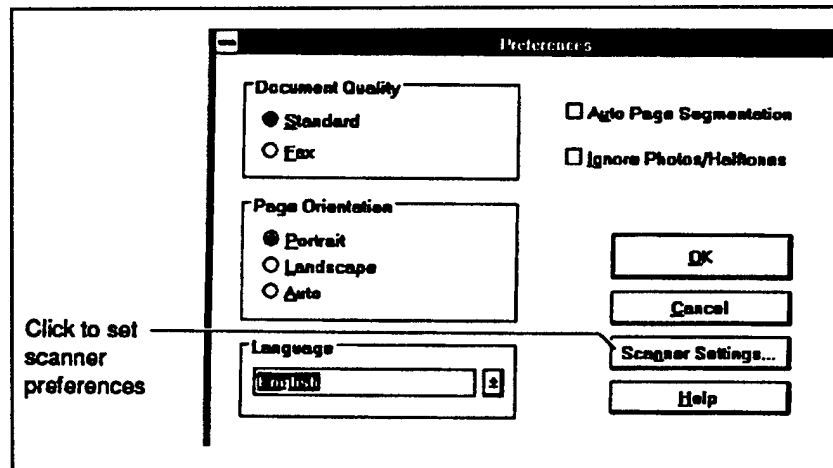 Preferences
Document Quality
Standard
Fax
Auto Page Segmentation
Ignore Photos/Halftones
Page Orientation
Portrait
Landscape
Auto
OK
Cancel
Scanner Settings...
Help
Language
English
Click to set
scanner
preferences